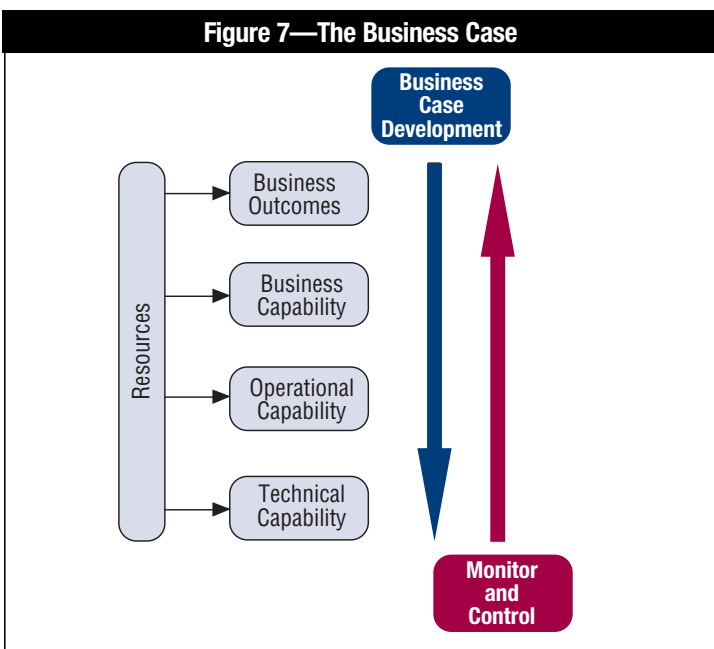 Figure 7—The Business Case
Business
Case
Development
Business
Outcomes
Business
Capability
Resources
Operational
Capability
Technical
Capability
Monitor
and
Control